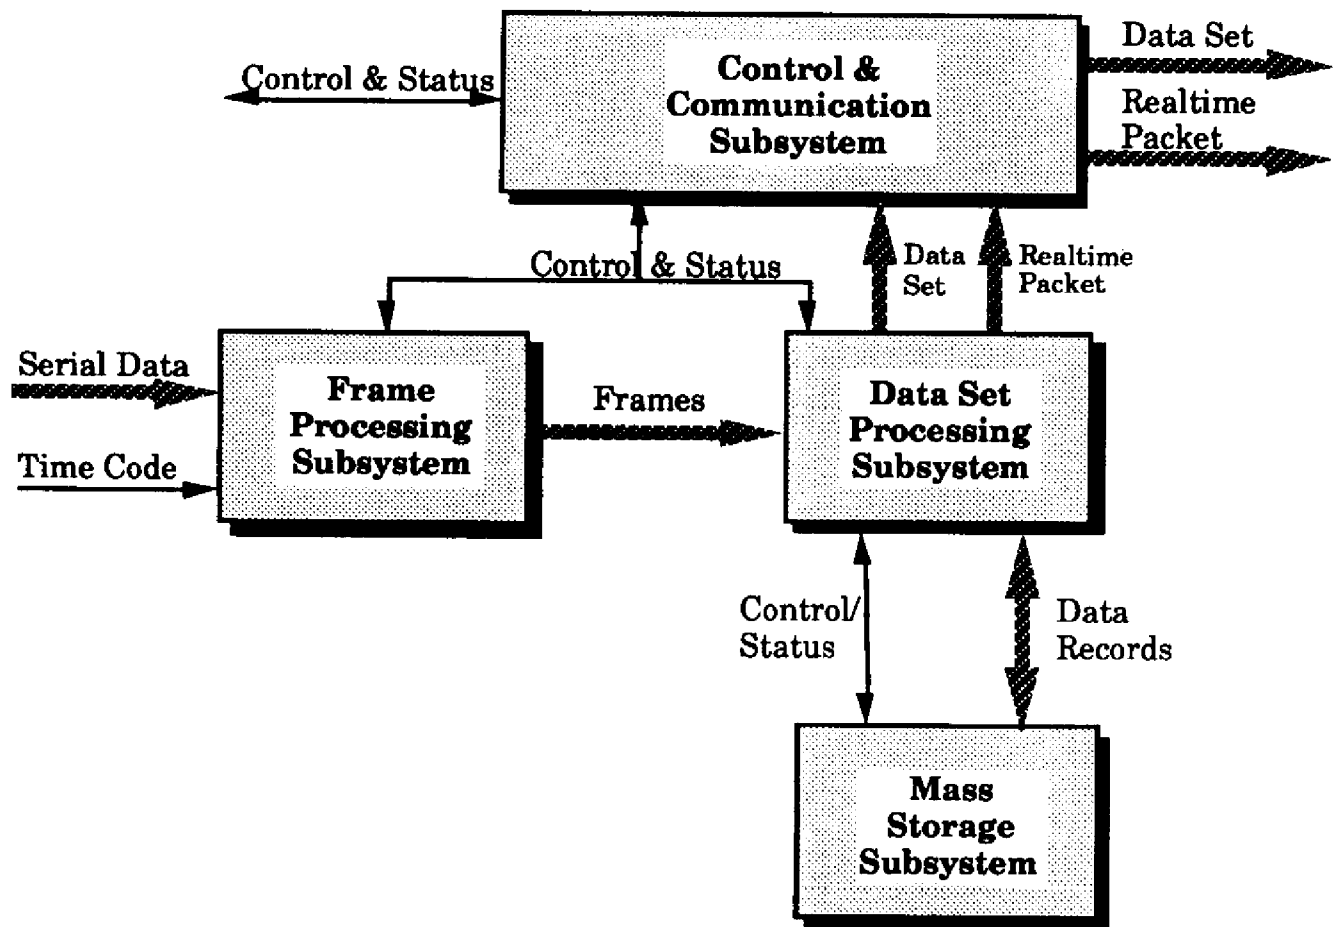 Control & Status
Control &
Communication
Subsystem
Data Set
Realtime
Packet
Control & Status
Data
Set
Realtime
Packet
Serial Data
Time Code
Frame
Processing
Subsystem
Frames
Data Set
Processing
Subsystem
Control/
Status
Data
Records
Mass
Storage
Subsystem